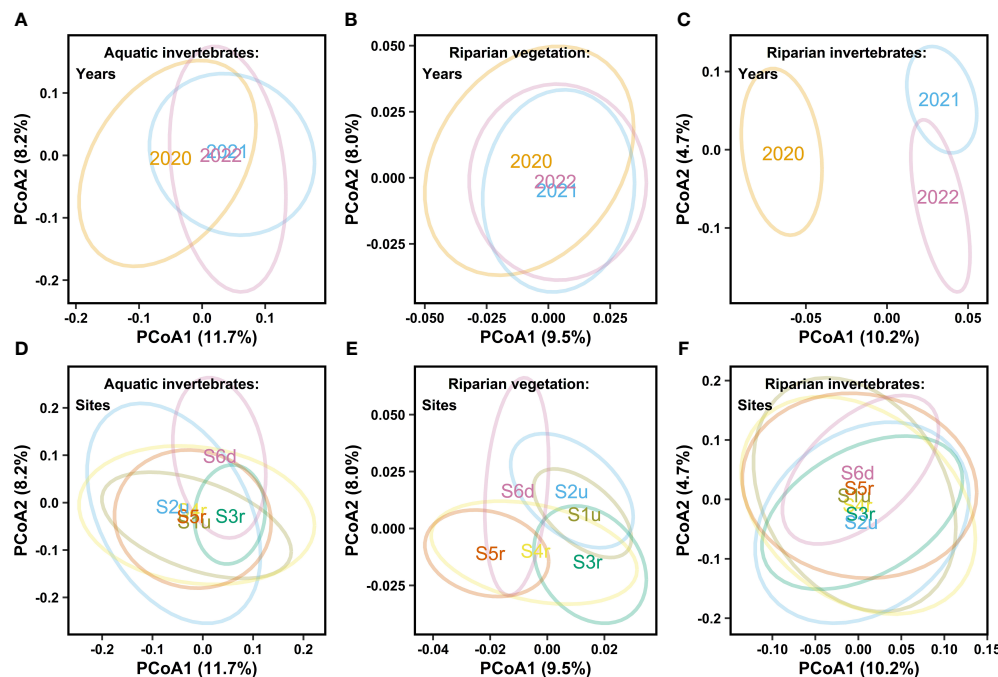 A
Aquatic invertebrates:
Years
0.1
0.0
-0.1
-0.2
PCoA2 (8.2%)
2020
2021
2022
-0.2
-0.1
0.0
0.1
PCoA1 (11.7%)
B
Riparian vegetation:
Years
0.050
0.025
0.000
-0.025
PCoA2 (8.0%)
2020
2022
2021
-0.050
-0.025
0.000
0.025
PCoA1 (9.5%)
C
Riparian invertebrates:
Years
0.1
0.0
-0.1
PCoA2 (4.7%)
2021
2020
2022
-0.05
0.00
0.05
PCoA1 (10.2%)
D
Aquatic invertebrates:
Sites
0.2
0.1
0.0
-0.1
-0.2
PCoA2 (8.2%)
S6d
S2u
S5r
S1u
S3r
-0.2
-0.1
0.0
0.1
0.2
PCoA1 (11.7%)
E
Riparian vegetation:
Sites
0.050
0.025
0.000
-0.025
PCoA2 (8.0%)
S6d
S2u
S1u
S4r
S5r
S3r
-0.04
-0.02
0.00
0.02
PCoA1 (9.5%)
F
Riparian invertebrates:
Sites
0.2
0.1
0.0
-0.1
-0.2
PCoA2 (4.7%)
S6d
S5r
S1u
S3r
S2u
-0.10
-0.05
0.00
0.05
0.10
0.15
PCoA1 (10.2%)